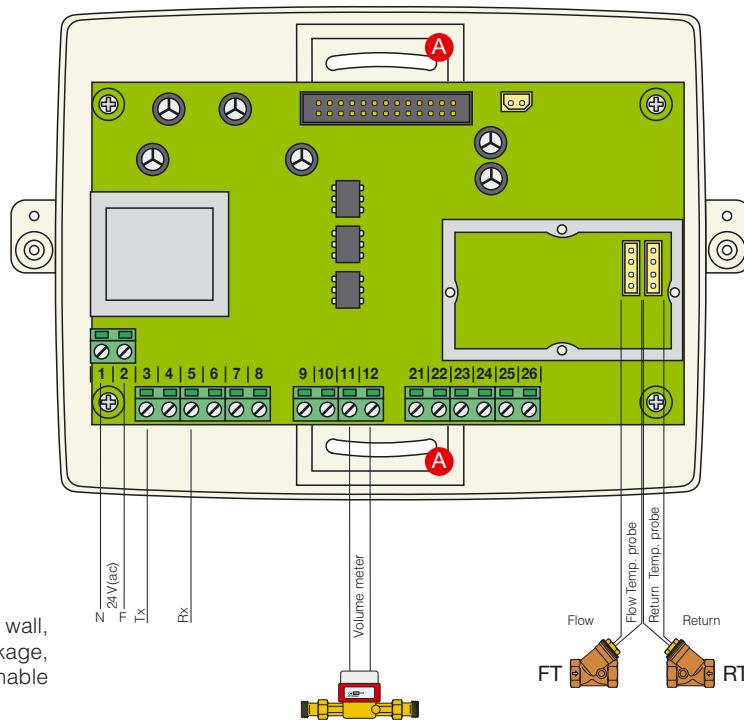 A
1 2 3 4 5 6 7 8 9 10 11 12 21 22 23 24 25 26
A
N
24V(ac)
F
Tx
Rx
Volume meter
Flow Temp. probe
Return Temp. probe
Flow
Return
FT
RT
wall,
kage,
nable